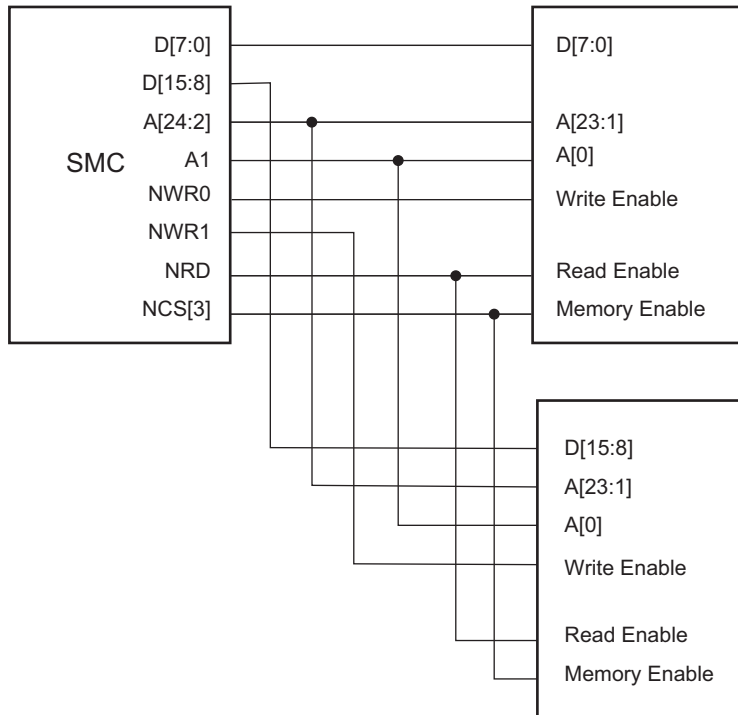 D[7:0]
D[15:8]
A[24:2]
SMC
A1
NWR0
NWR1
NRD
NCS[3]
D[7:0]
A[23:1]
A[0]
Write Enable
Read Enable
Memory Enable
D[15:8]
A[23:1]
A[0]
Write Enable
Read Enable
Memory Enable